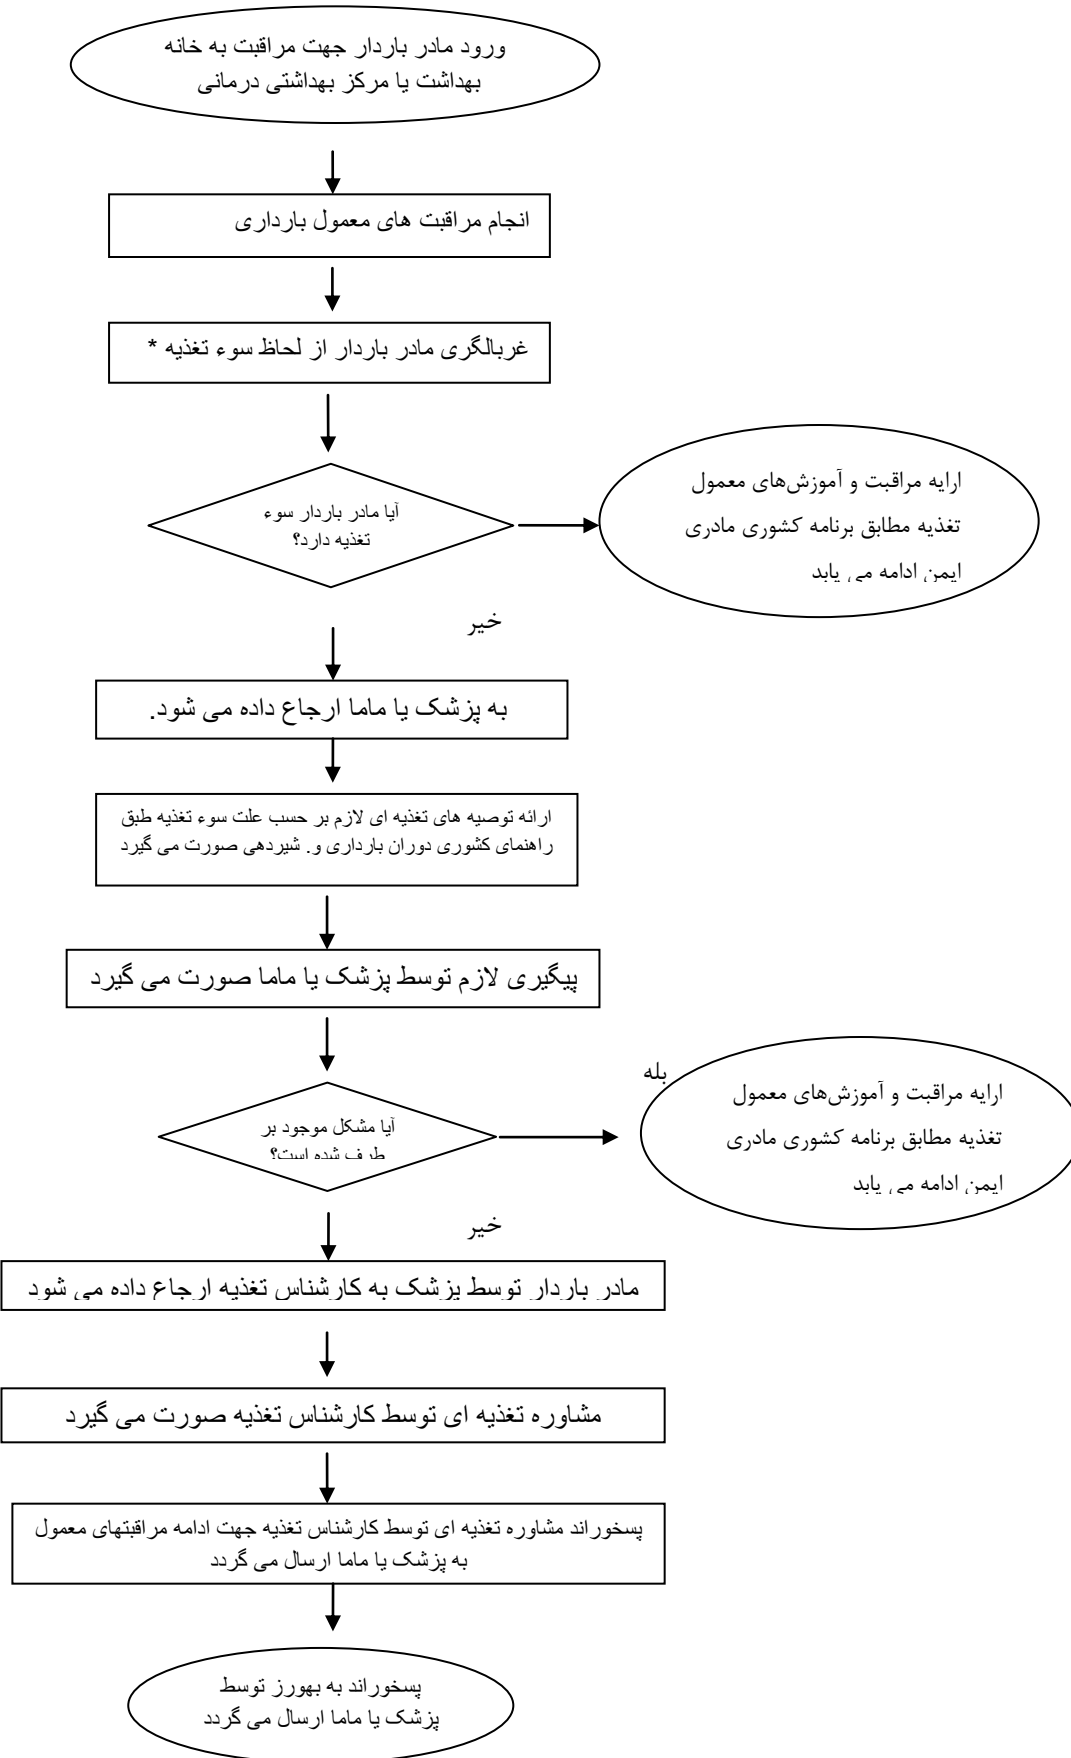 ورود مادر باردار جهت مراقبت به خانه
بهداشت یا مرکز بهداشتی درمانی
انجام مراقبت های معمول بارداری
غربالگری مادر باردار از لحاظ سوء تغذیه *
آیا مادر باردار سوء
تغذیه دارد؟
ارایه مراقبت و آموزش‌های معمول
تغذیه مطابق برنامه کشوری مادری
ایمن ادامه می یابد
خیر
به پزشک یا ماما ارجاع داده می شود.
ارائه توصیه های تغذیه ای لازم بر حسب علت سوء تغذیه طبق
راهنمای کشوری دوران بارداری و. شیردهی صورت می گیرد
پیگیری لازم توسط پزشک یا ماما صورت می گیرد
بله
آیا مشکل موجود بر
طرف شده است؟
ارایه مراقبت و آموزش‌های معمول
تغذیه مطابق برنامه کشوری مادری
ایمن ادامه می یابد
خیر
مادر باردار توسط پزشک به کارشناس تغذیه ارجاع داده می شود
مشاوره تغذیه ای توسط کارشناس تغذیه صورت می گیرد
پسخوراند مشاوره تغذیه ای توسط کارشناس تغذیه جهت ادامه مراقبتهای معمول
به پزشک یا ماما ارسال می گردد
پسخوراند به بهورز توسط
پزشک یا ماما ارسال می گردد